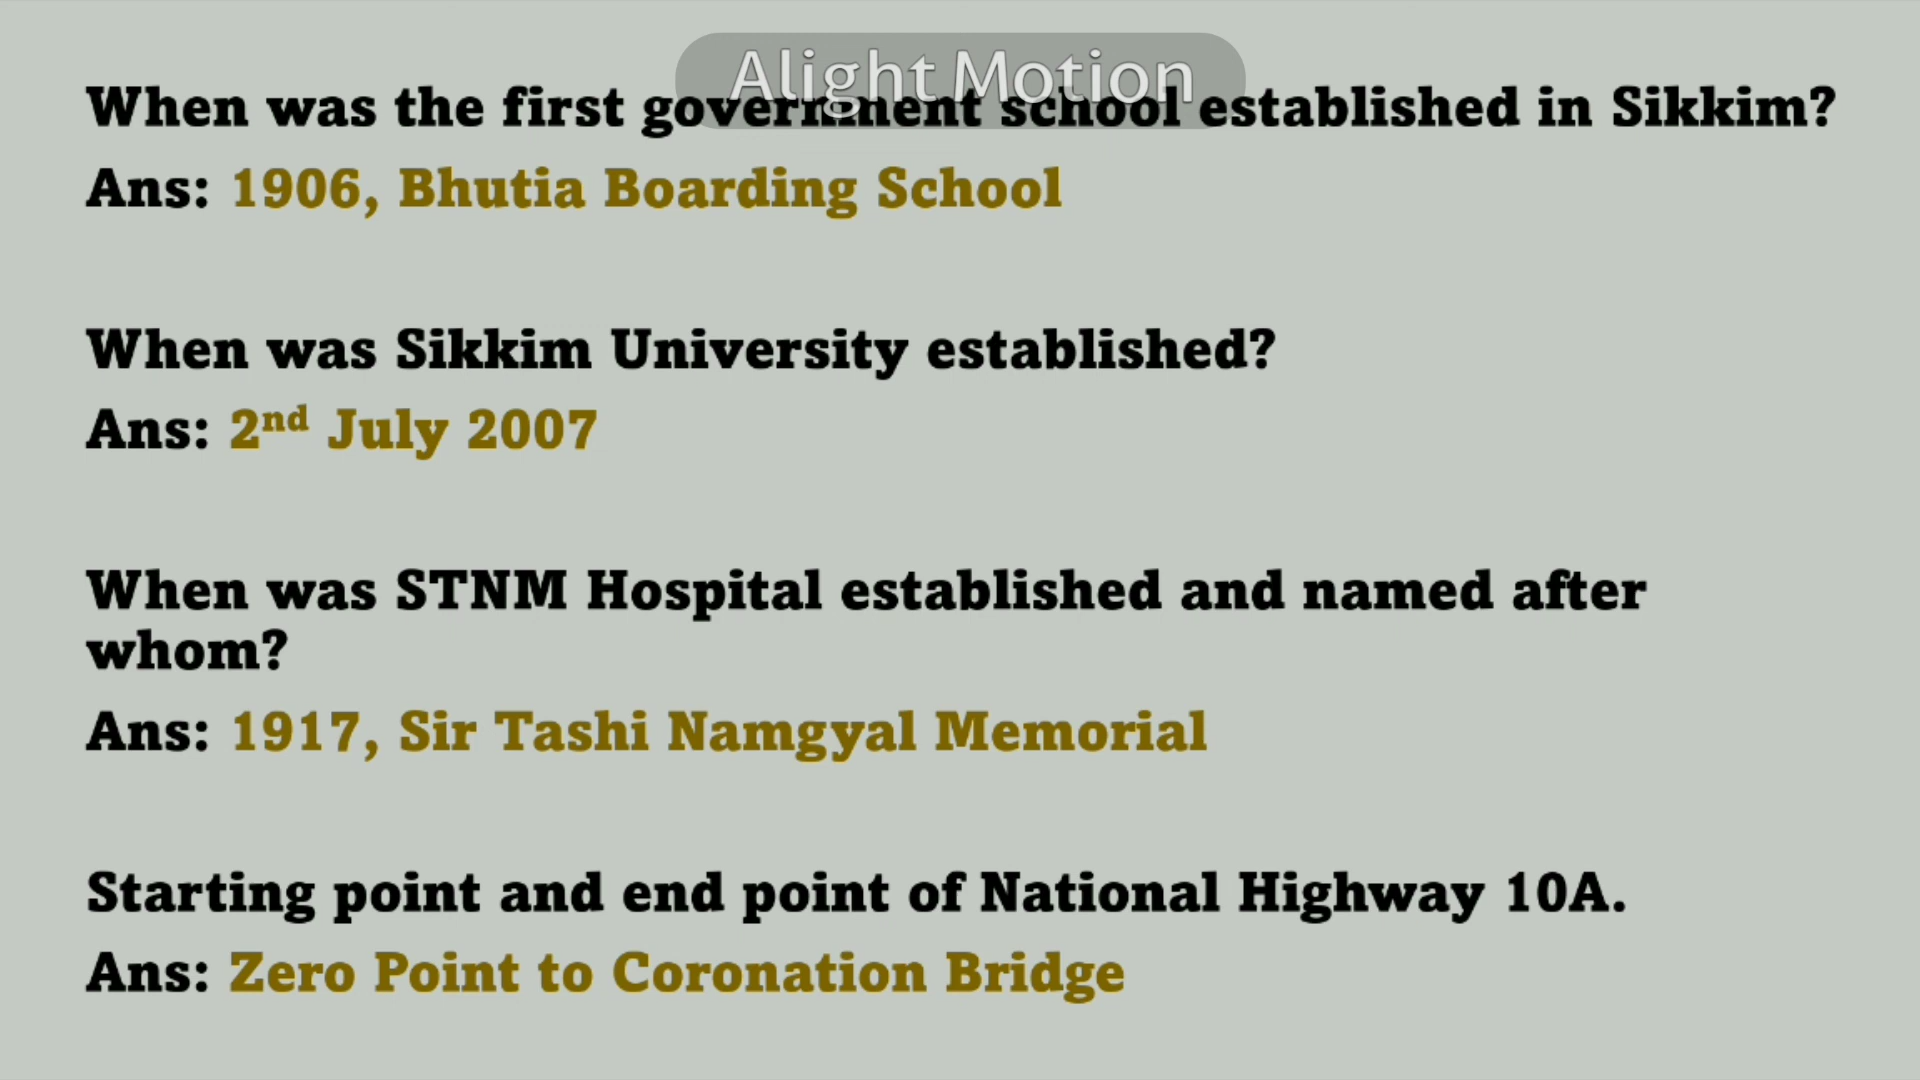 Alight Motion
When was the first government school established in Sikkim?
Ans: 1906, Bhutia Boarding School
When was Sikkim University established?
Ans: 2nd July 2007
When was STNM Hospital established and named after
whom?
Ans: 1917, Sir Tashi Namgyal Memorial
Starting point and end point of National Highway 10A.
Ans: Zero Point to Coronation Bridge